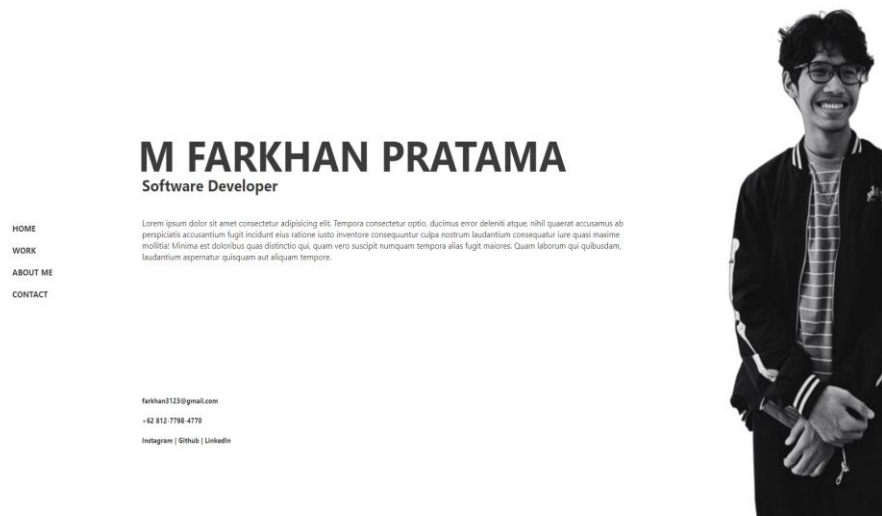 M FARKHAN PRATAMA
Software Developer
HOME
WORK
ABOUT ME
CONTACT
Lorem ipsum dolor sit amet consectetur adipisicing elit. Tempora consectetur optio, ducimus error deleniti atque, nihil quaerat accusamus ab
perspiciatis accusantium fugit incidunt eius ratione iusto inventore consequuntur culpa nostrum laudantium consequatur iure quasi maxime
mollitia! Minima est doloribus quas distinctio qui, quam vero suscipit numquam tempora alias fugit maiores. Quam laborum qui quibusdam,
laudantium aspernatur quisquam aut aliquam tempore.
farkhan3123@gmail.com
+62 812-7798-4770
Instagram | Github | LinkedIn